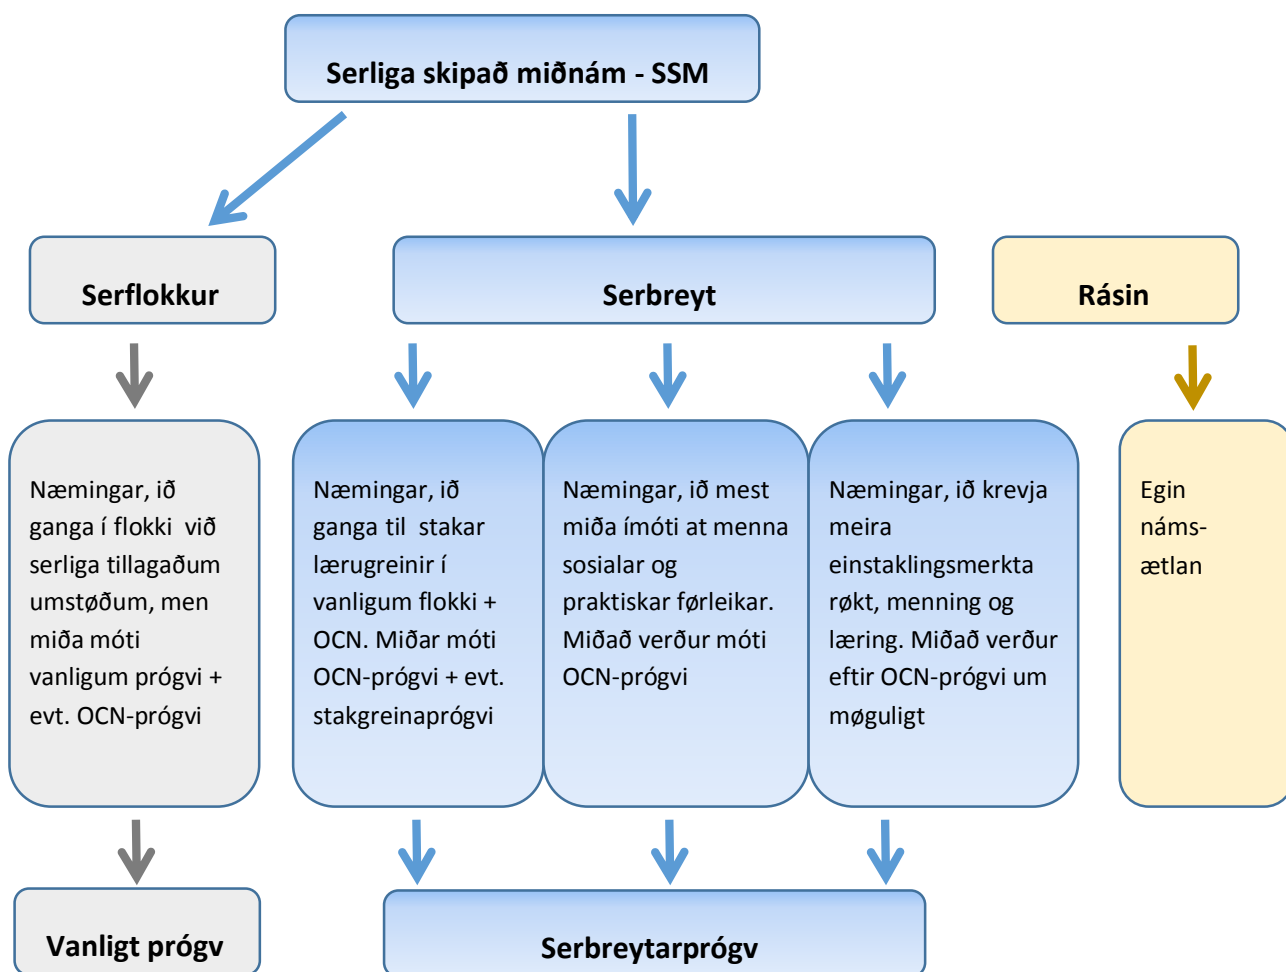 Serliga skipað miðnám - SSM
Serflokkur
Serbreyt
Rásin
Næmingar, ið
ganga í flokki við
serliga tillagaðum
umstøðum, men
miða móti
vanligum prógvi +
evt. OCN-prógvi
Næmingar, ið
ganga til stakar
lærugreinir í
vanligum flokki +
OCN. Miðar móti
OCN-prógvi + evt.
stakgreinaprógvi
Næmingar, ið mest
miða ímóti at menna
sosialar og
praktiskar førleikar.
Miðað verður móti
OCN-prógvi
Næmingar, ið krevja
meira
einstaklingsmerkta
røkt, menning og
læring. Miðað verður
eftir OCN-prógvi um
møguligt
Egin
náms-
ætlan
Vanligt prógv
Serbreytarprógv